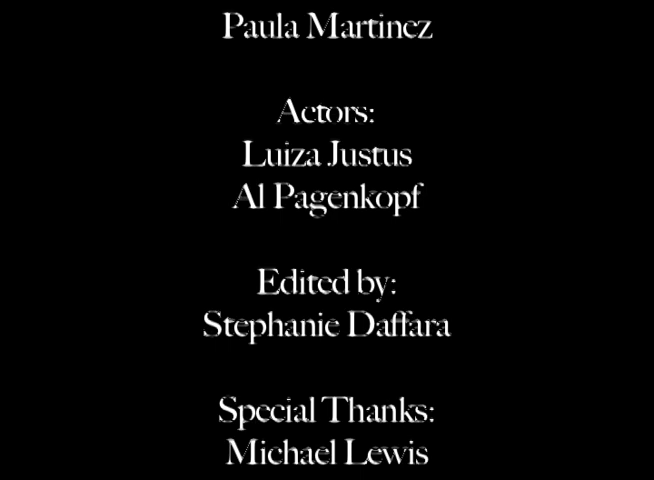 Paula Martinez
Actors:
Luiza Justus
Al Pagenkopf
Edited by:
Stephanie Daffara
Special Thanks:
Michael Lewis